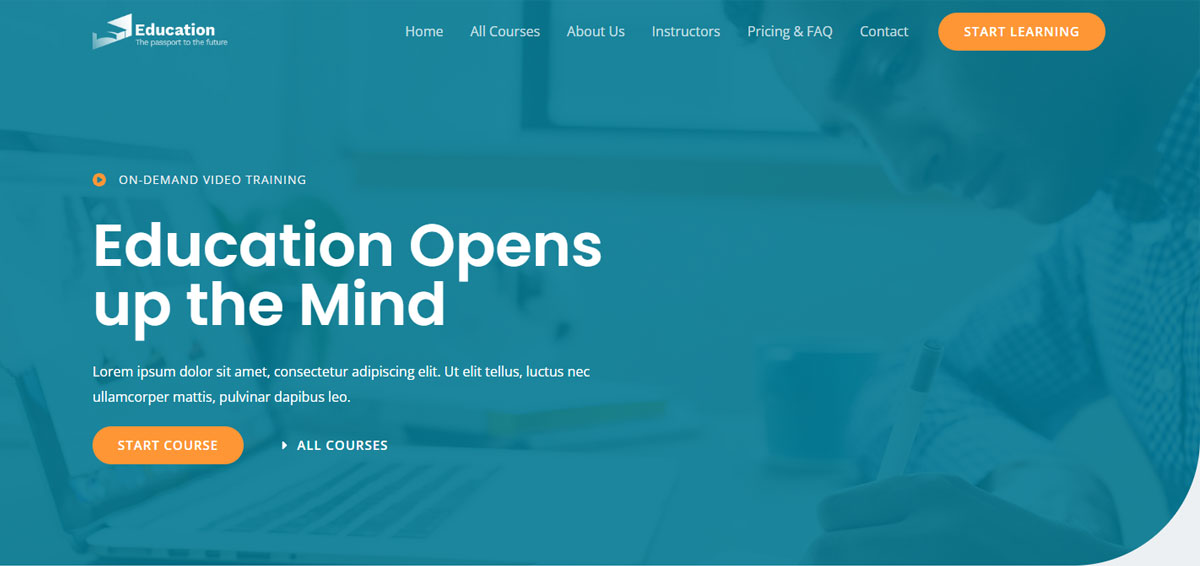 Education
The passport to the future
Home
All Courses
About Us
Instructors
Pricing & FAQ
Contact
START LEARNING
ON-DEMAND VIDEO TRAINING
Education Opens
up the Mind
Lorem ipsum dolor sit amet, consectetur adipiscing elit. Ut elit tellus, luctus nec
ullamcorper mattis, pulvinar dapibus leo.
START COURSE
ALL COURSES